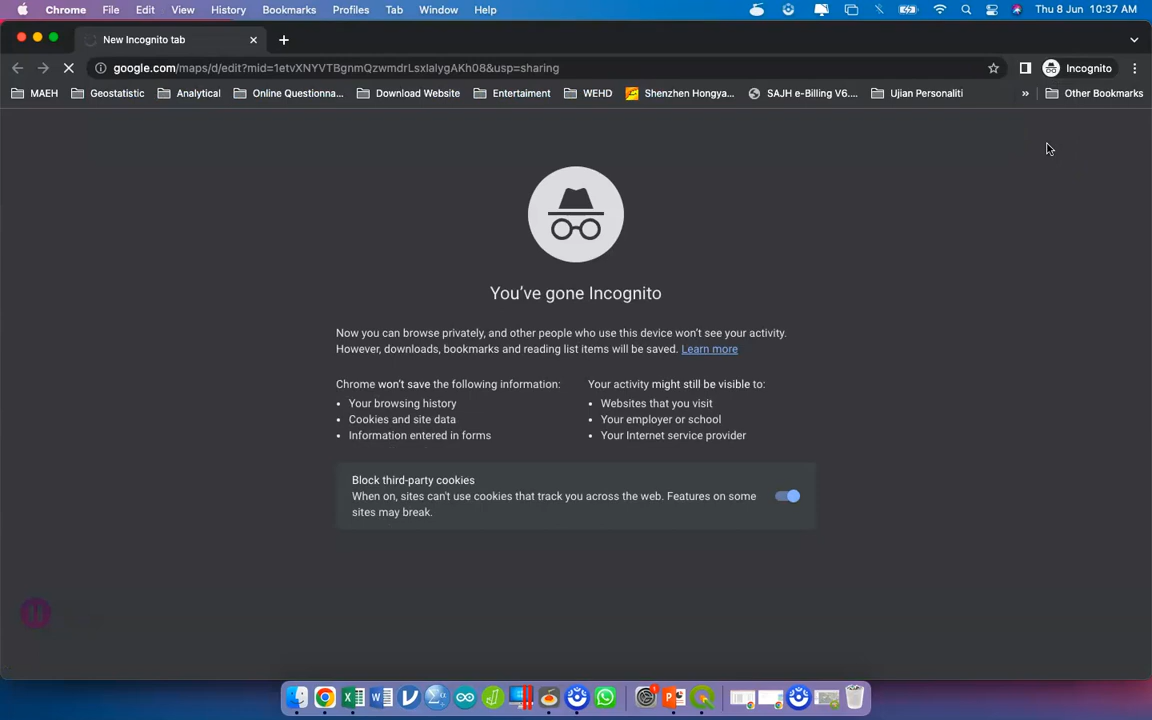 Chrome File Edit View History Bookmarks Profiles Tab Window Help Thu 8 Jun 10:37 AM
New Incognito tab
google.com/maps/d/edit?mid=1etvXNYVTBgnmQzwmdrLsxIalygAKh08&usp=sharing Incognito
MAEH Geostatistic Analytical Online Questionna... Download Website Entertaiment WEHD Shenzhen Hongya... SAJH e-Billing V6.... Ujian Personaliti » Other Bookmarks
You've gone Incognito
Now you can browse privately, and other people who use this device won't see your activity.
However, downloads, bookmarks and reading list items will be saved. Learn more
Chrome won't save the following information:
• Your browsing history
• Cookies and site data
• Information entered in forms
Your activity might still be visible to:
• Websites that you visit
• Your employer or school
• Your Internet service provider
Block third-party cookies
When on, sites can't use cookies that track you across the web. Features on some
sites may break.